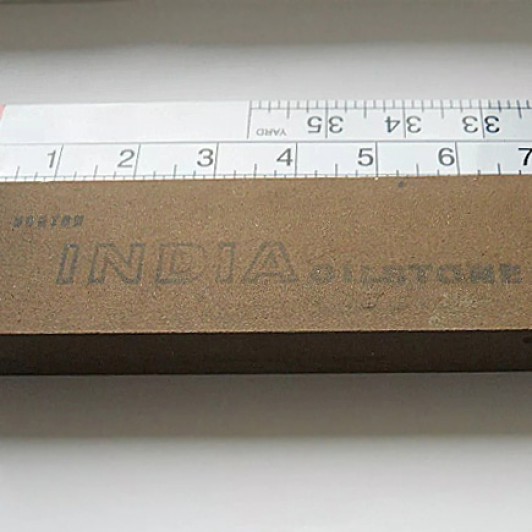 YARD 35 34 33
1 2 3 4 5 6 7
NORTON
INDIA OILSTONE